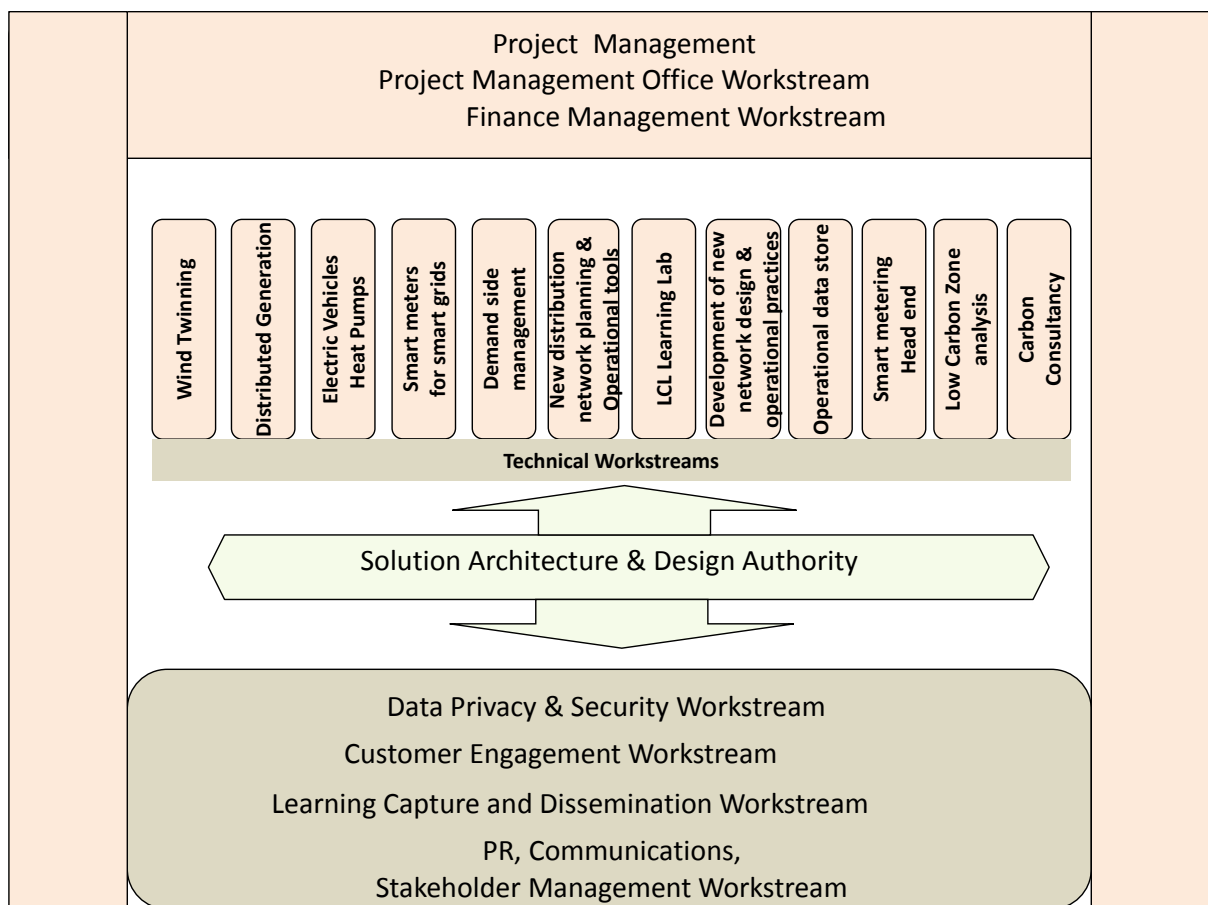 Project Management
Project Management Office Workstream
Finance Management Workstream
Wind Twinning
Distributed Generation
Electric Vehicles
Heat Pumps
Smart meters
for smart grids
Demand side
management
New distribution
network planning &
Operational tools
LCL Learning Lab
Development of new
network design &
operational practices
Operational data store
Smart metering
Head end
Low Carbon Zone
analysis
Carbon
Consultancy
Technical Workstreams
Solution Architecture & Design Authority
Data Privacy & Security Workstream
Customer Engagement Workstream
Learning Capture and Dissemination Workstream
PR, Communications,
Stakeholder Management Workstream